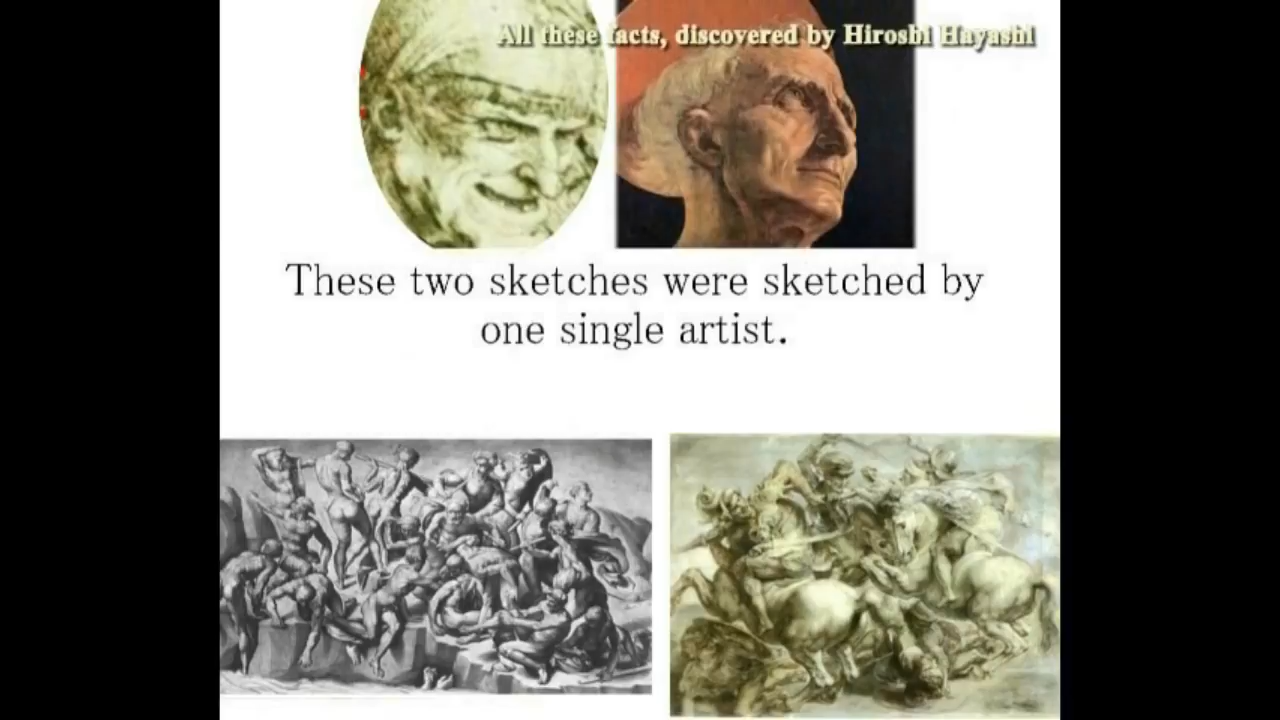 All these facts, discovered by Hiroshi Hayashi
These two sketches were sketched by
one single artist.